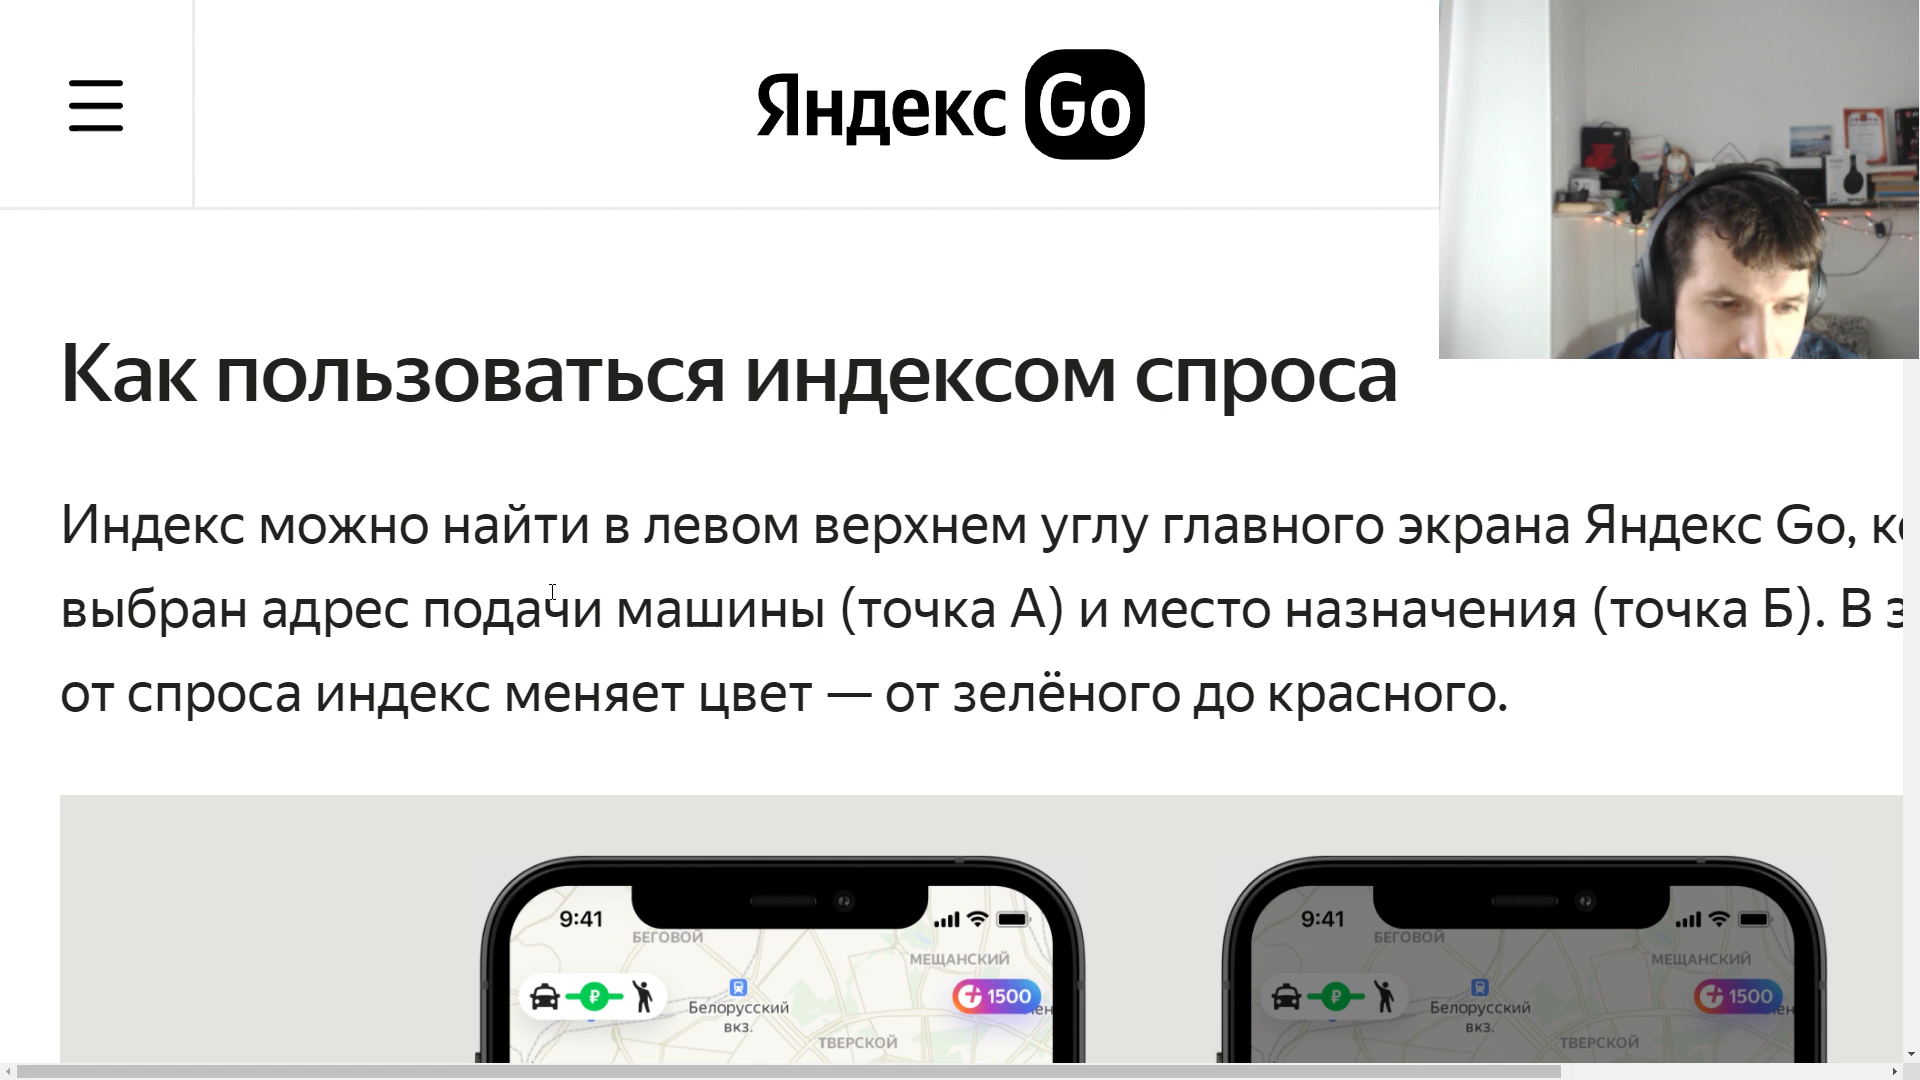 Яндекс Go
Как пользоваться индексом спроса
Индекс можно найти в левом верхнем углу главного экрана Яндекс Go,
выбран адрес подачи машины (точка А) и место назначения (точка Б). В
от спроса индекс меняет цвет — от зелёного до красного.
9:41
БЕГОВОЙ
МЕЩАНСКИЙ
₽
1500
Белорусский
вкз.
ТВЕРСКОЙ
9:41
БЕГОВОЙ
МЕЩАНСКИЙ
₽
1500
Белорусский
вкз.
ТВЕРСКОЙ